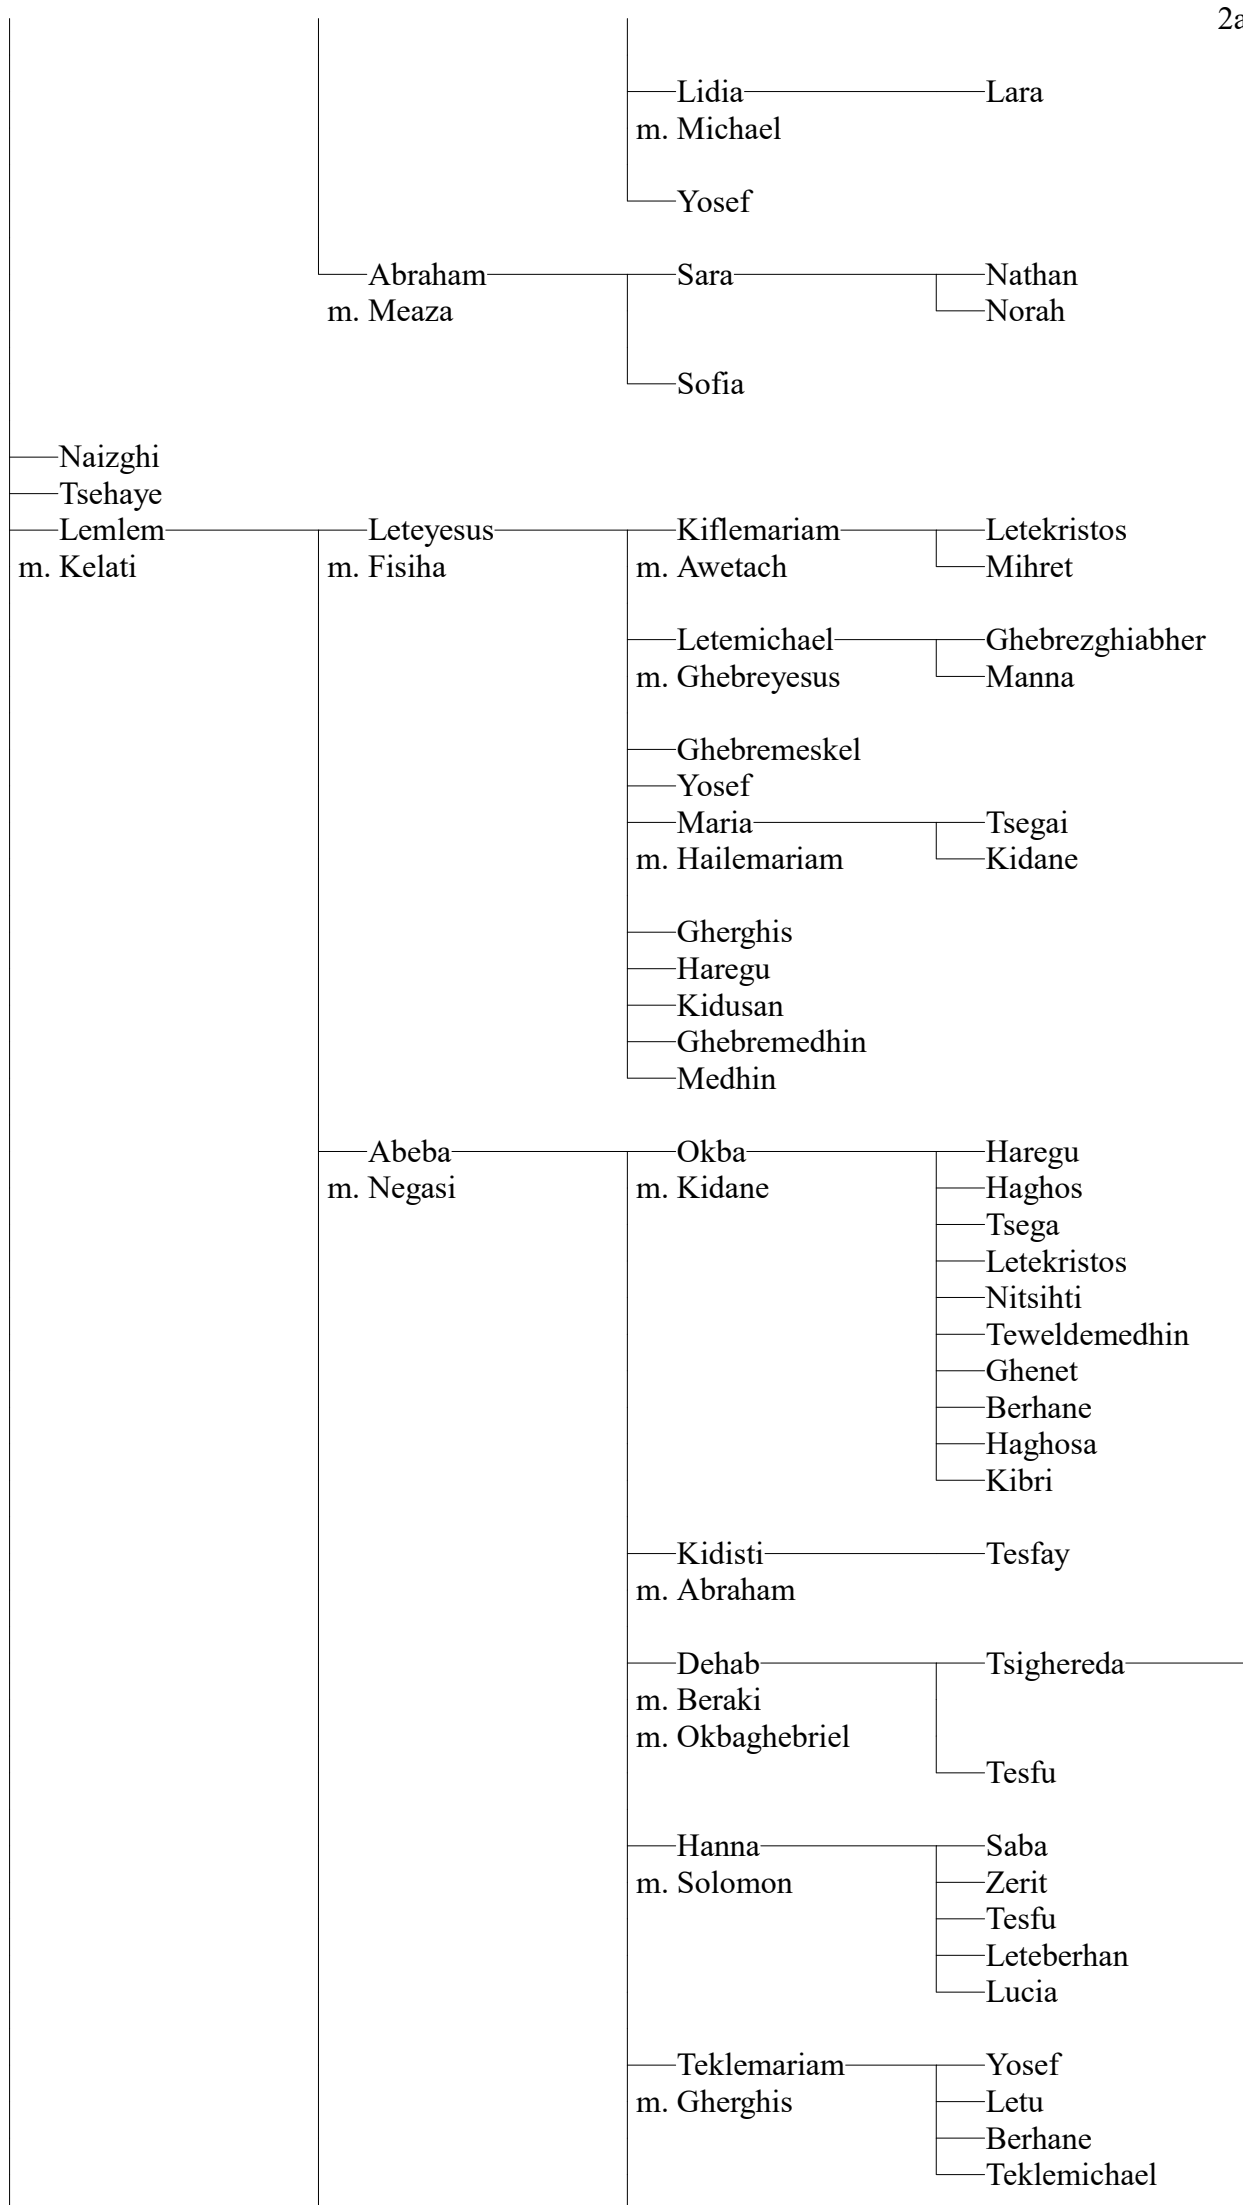 2a
Lidia Lara
m. Michael
Yosef
Abraham Sara Nathan
m. Meaza Norah
Sofia
Naizghi
Tsehaye
Lemlem Leteyesus Kiflemariam Letekristos
m. Kelati m. Fisiha m. Awetach Mihret
Letemichael Ghebrezghiabher
m. Ghebreyesus Manna
Ghebremeskel
Yosef
Maria Tsegai
m. Hailemariam Kidane
Gherghis
Haregu
Kidusan
Ghebremedhin
Medhin
Abeba Okba Haregu
m. Negasi m. Kidane Haghos
Tsega
Letekristos
Nitsihti
Teweldemedhin
Ghenet
Berhane
Haghosa
Kibri
Kidisti Tesfay
m. Abraham
Dehab Tsighereda
m. Beraki
m. Okbaghebriel
Tesfu
Hanna Saba
m. Solomon Zerit
Tesfu
Leteberhan
Lucia
Teklemariam Yosef
m. Gherghis Letu
Berhane
Teklemichael